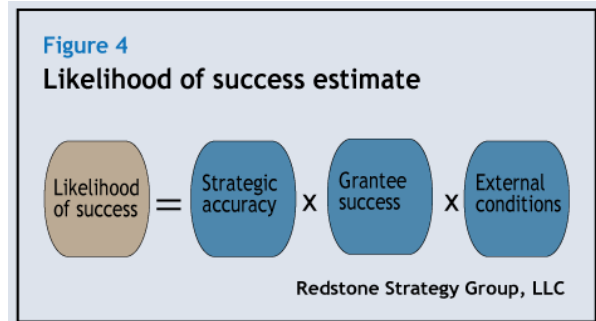 Figure 4
Likelihood of success estimate
Likelihood
of success
=
Strategic
accuracy
x
Grantee
success
x
External
conditions
Redstone Strategy Group, LLC